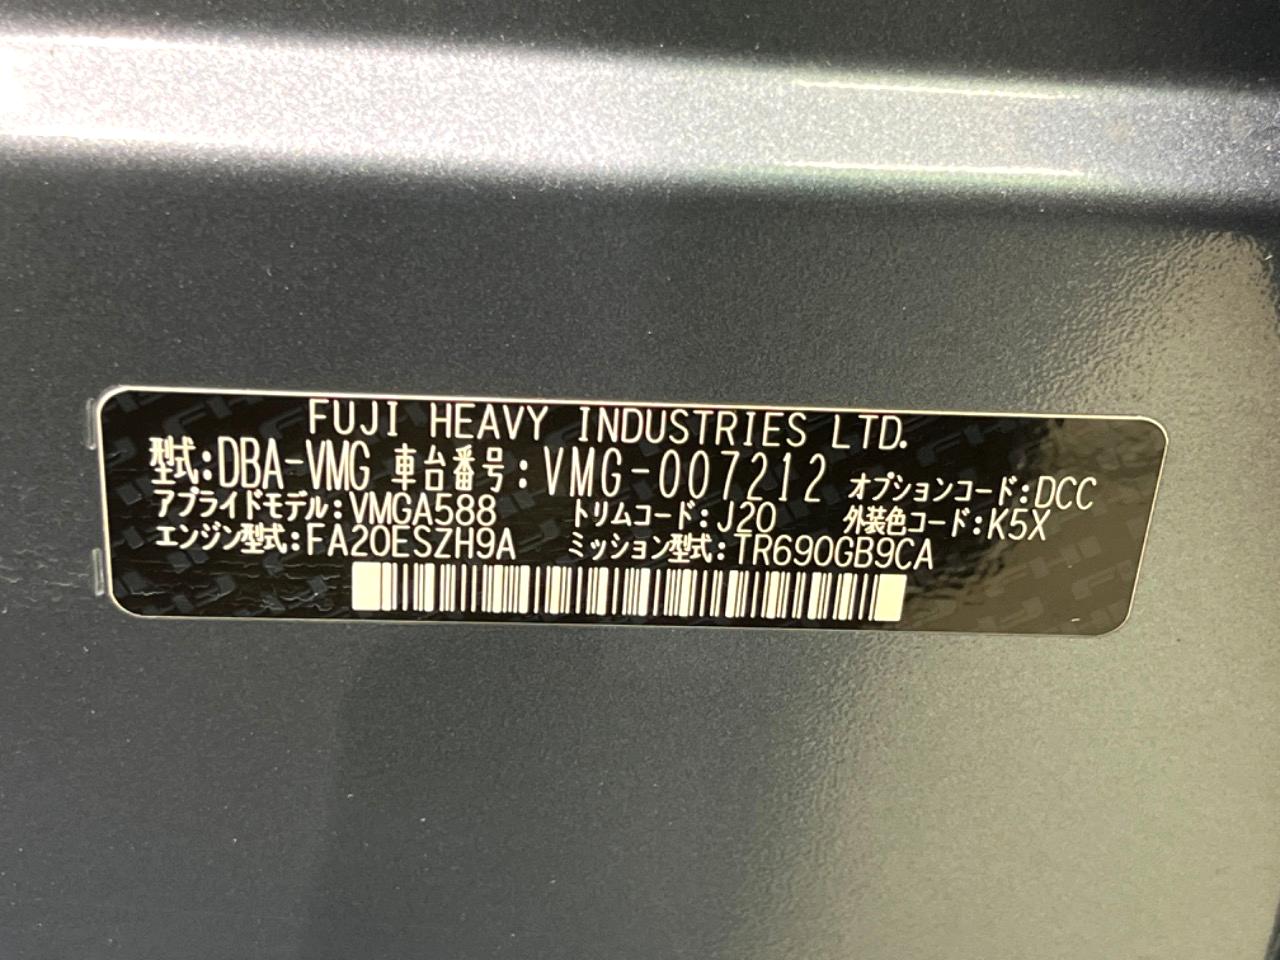 FUJI HEAVY INDUSTRIES LTD.
型式:DBA-VMG 車台番号:VMG-007212 オプションコード:DCC
アプライドモデル:VMGA588 トリムコード:J20 外装色コード:K5X
エンジン型式:FA20ESZH9A ミッション型式:TR690GB9CA